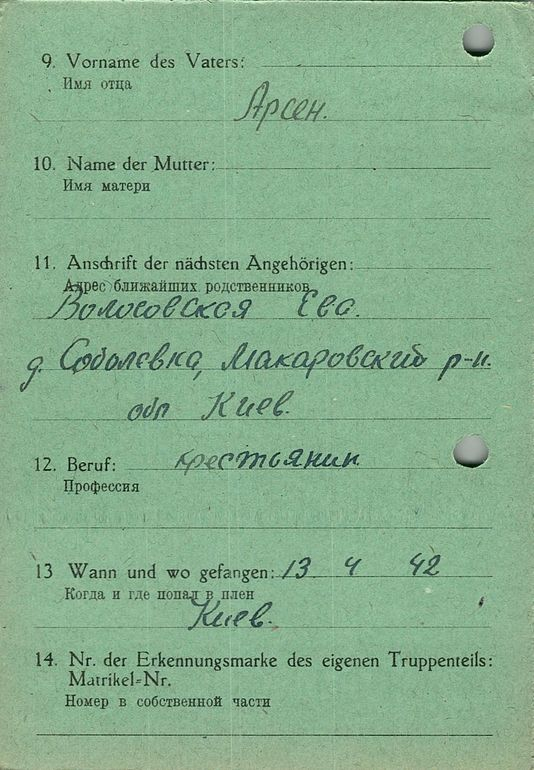 9. Vorname des Vaters:
Имя отца
Арсен.
10. Name der Mutter:
Имя матери
11. Anschrift der nächsten Angehörigen:
Адрес ближайших родственников
Волосовская Ева.
д. Соболевка, Макаровский р-н.
обл Киев.
12. Beruf: крестьянин
Профессия
13 Wann und wo gefangen: 13 4 42
Когда и где попал в плен
Киев.
14. Nr. der Erkennungsmarke des eigenen Truppenteils:
Matrikel-Nr.
Номер в собственной части